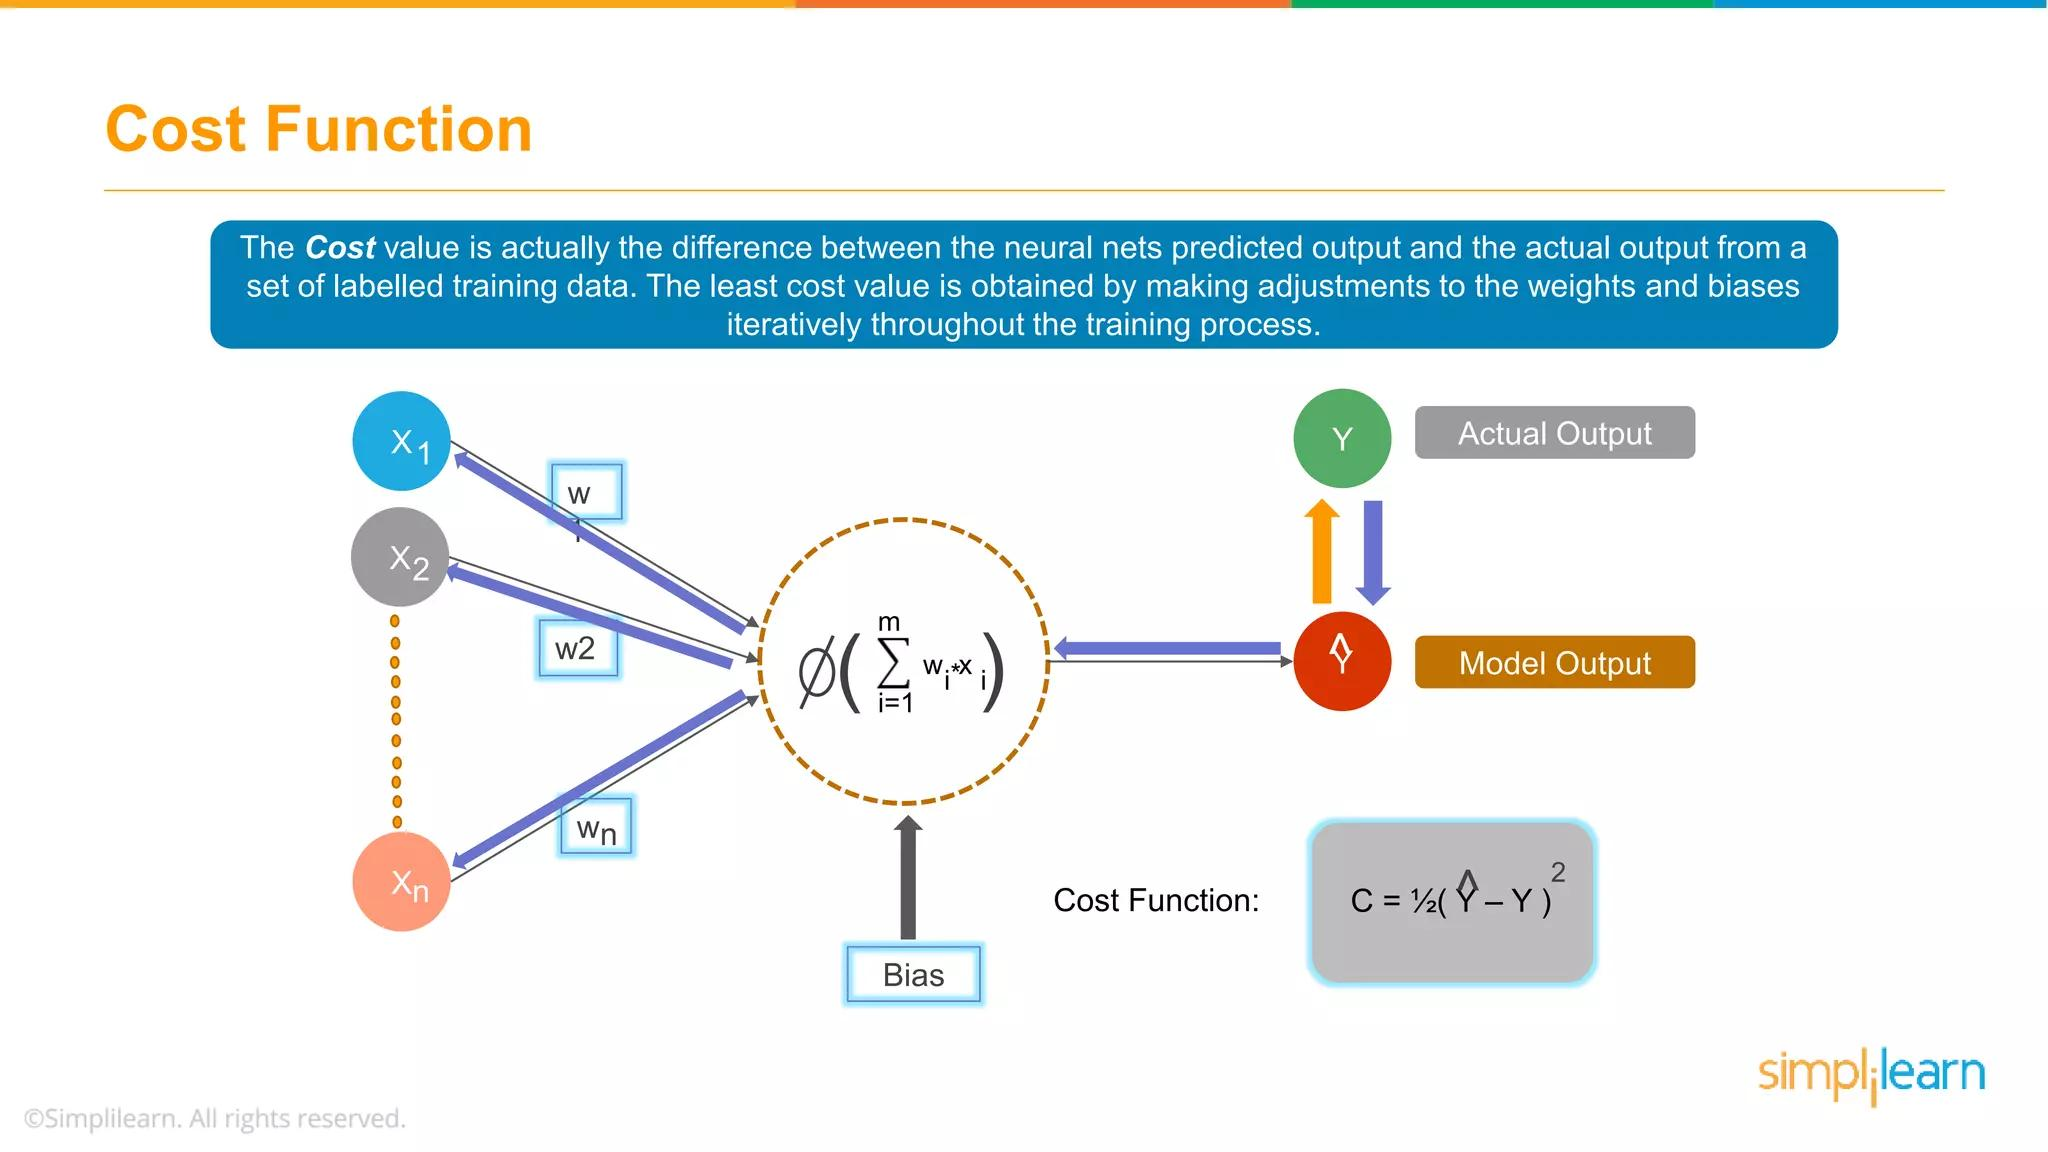 Cost Function
The Cost value is actually the difference between the neural nets predicted output and the actual output from a
set of labelled training data. The least cost value is obtained by making adjustments to the weights and biases
iteratively throughout the training process.
X1
w
1
X2
w2
Xn
wn
m
∅( ∑ wi*xi)
i=1
Bias
Y
Actual Output
Ŷ
Model Output
Cost Function:
C = ½( Ŷ – Y )²
simplilearn
©Simplilearn. All rights reserved.